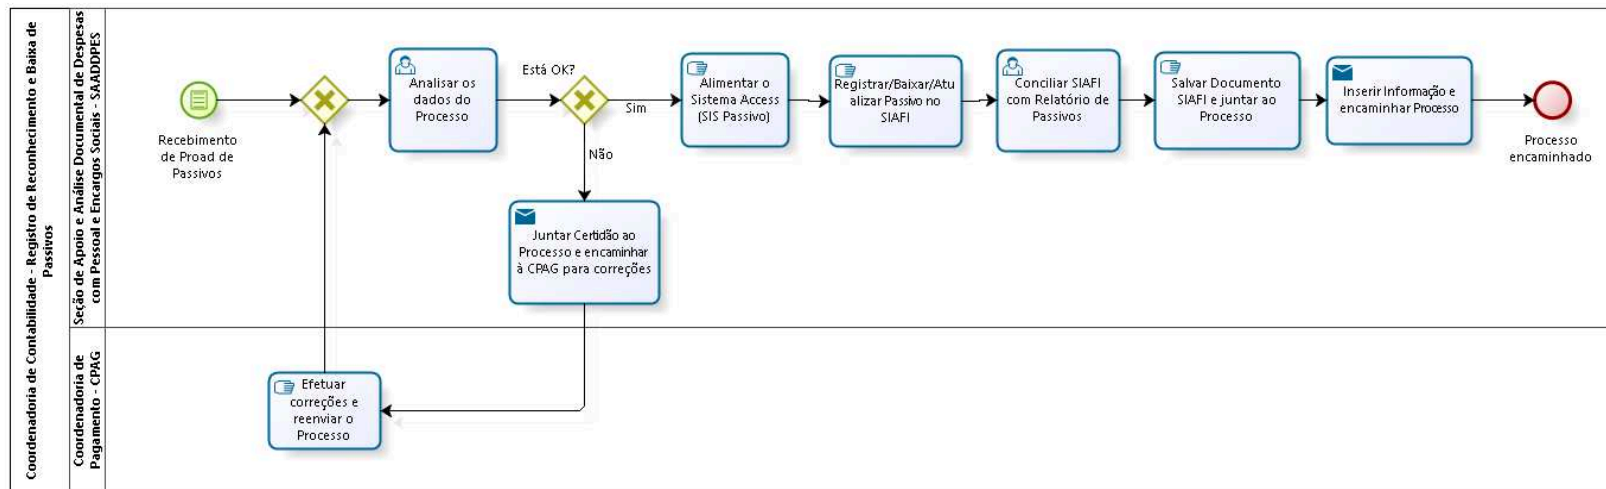 Coordenadoria de Contabilidade - Registro de Reconhecimento e Baixa de
Passivos
Seção de Apoio e Análise Documental de Despesas
com Pessoal e Encargos Sociais - SAADDPES
Recebimento
de Proad de
Passivos
Analisar os
dados do
Processo
Está OK?
Sim
Não
Alimentar o
Sistema Access
(SIS Passivo)
Registrar/Baixar/Atu
alizar Passivo no
SIAFI
Conciliar SIAFI
com Relatório de
Passivos
Salvar Documento
SIAFI e juntar ao
Processo
Inserir Informação e
encaminhar Processo
Processo
encaminhado
Juntar Certidão ao
Processo e encaminhar
à CPAG para correções
Coordenadoria de
Pagamento - CPAG
Efetuar
correções e
reenviar o
Processo